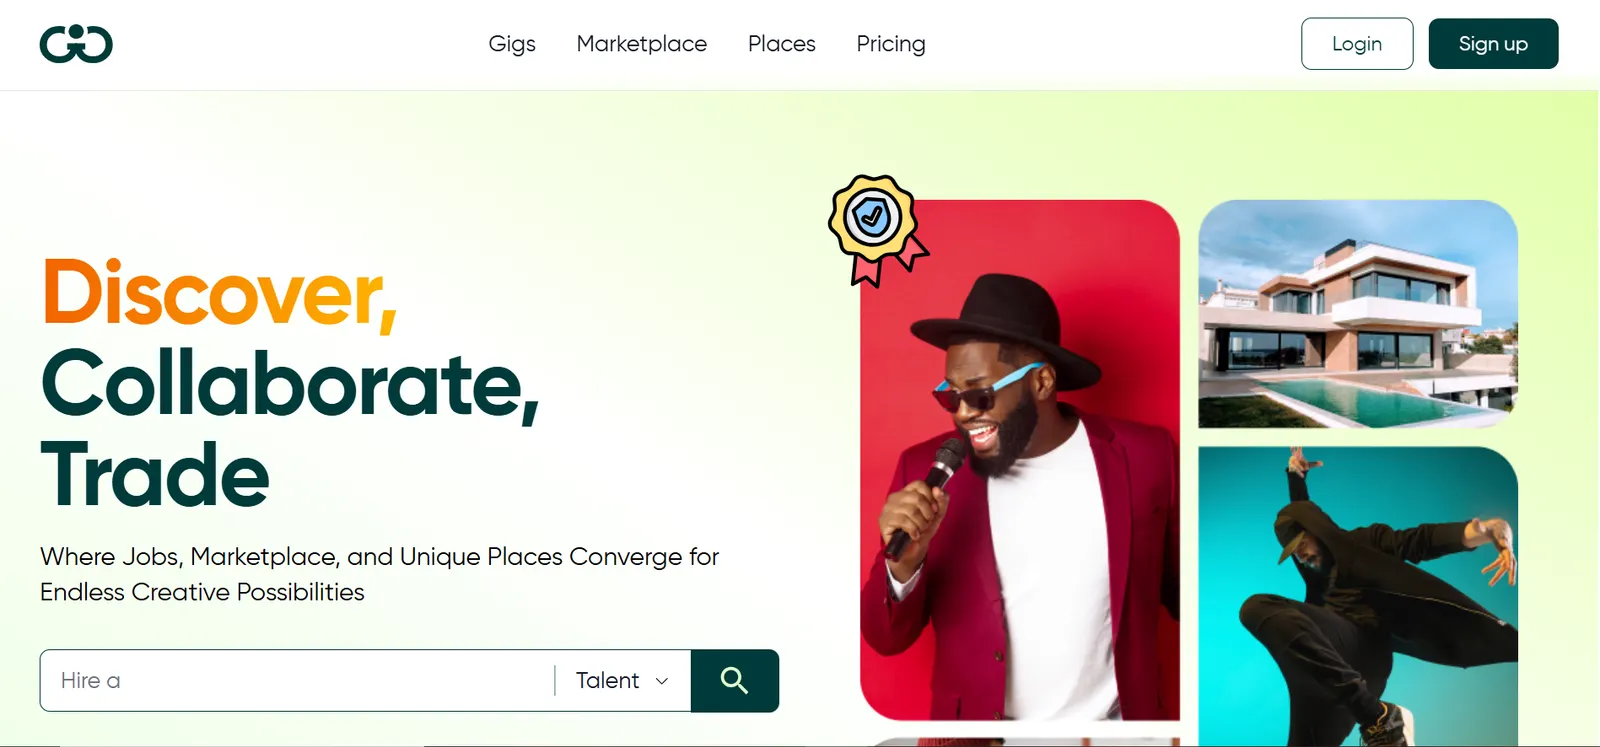 Gigs
Marketplace
Places
Pricing
Login
Sign up
Discover,
Collaborate,
Trade
Where Jobs, Marketplace, and Unique Places Converge for
Endless Creative Possibilities
Hire a
Talent